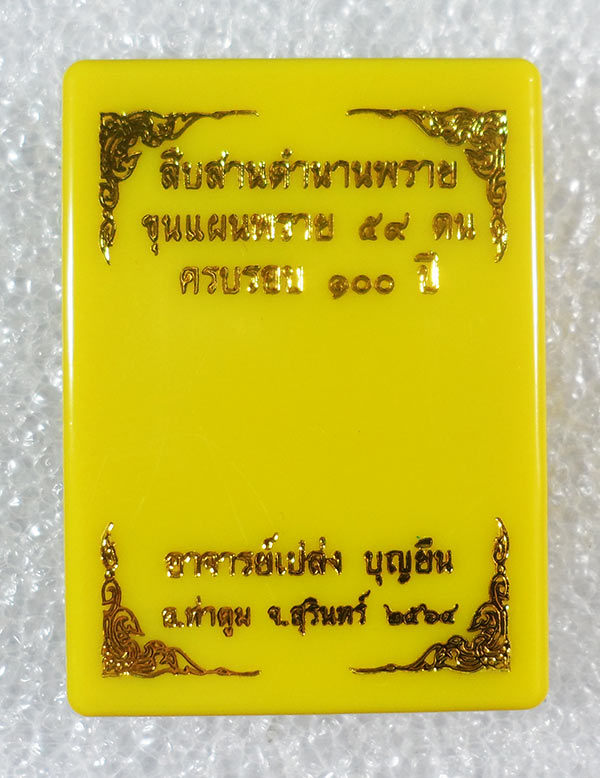 สืบสานตำนานพราย
ขุนแผนพราย ๕๙ ตน
ครบรอบ ๑๐๐ ปี
อาจารย์เปล่ง บุญยืน
อ.ท่าตูม จ.สุรินทร์ ๒๕๖๔